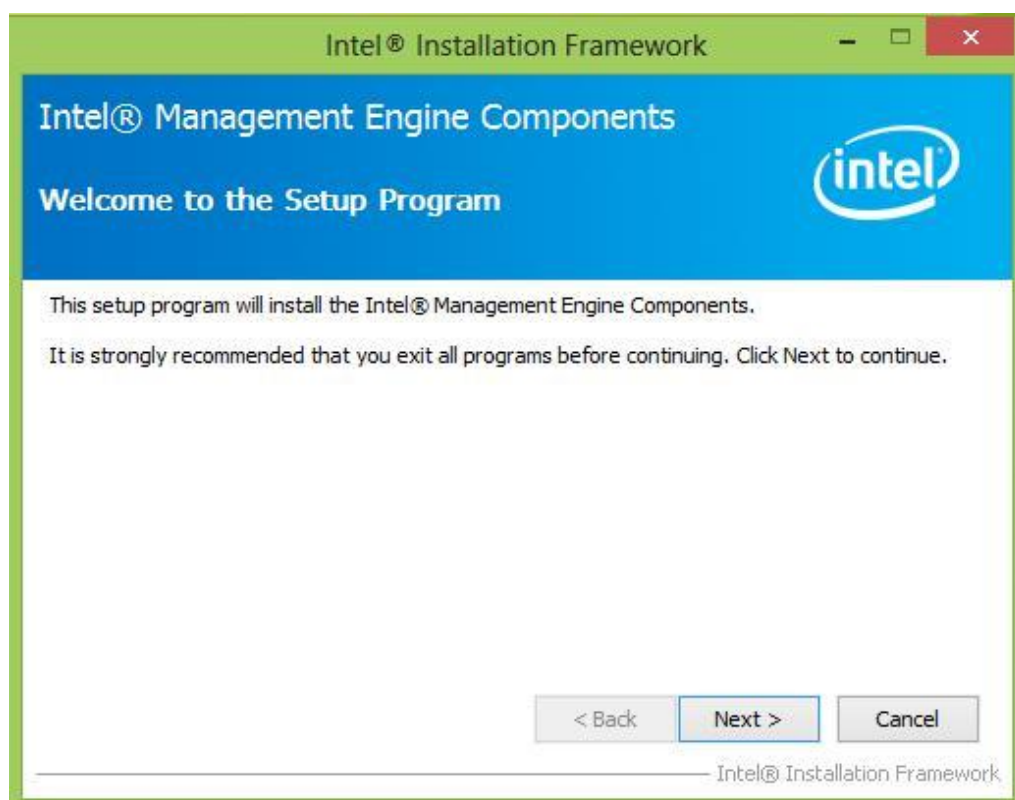 Intel® Installation Framework
Intel® Management Engine Components
intel
Welcome to the Setup Program
This setup program will install the Intel® Management Engine Components.
It is strongly recommended that you exit all programs before continuing. Click Next to continue.
< Back Next > Cancel
Intel® Installation Framework